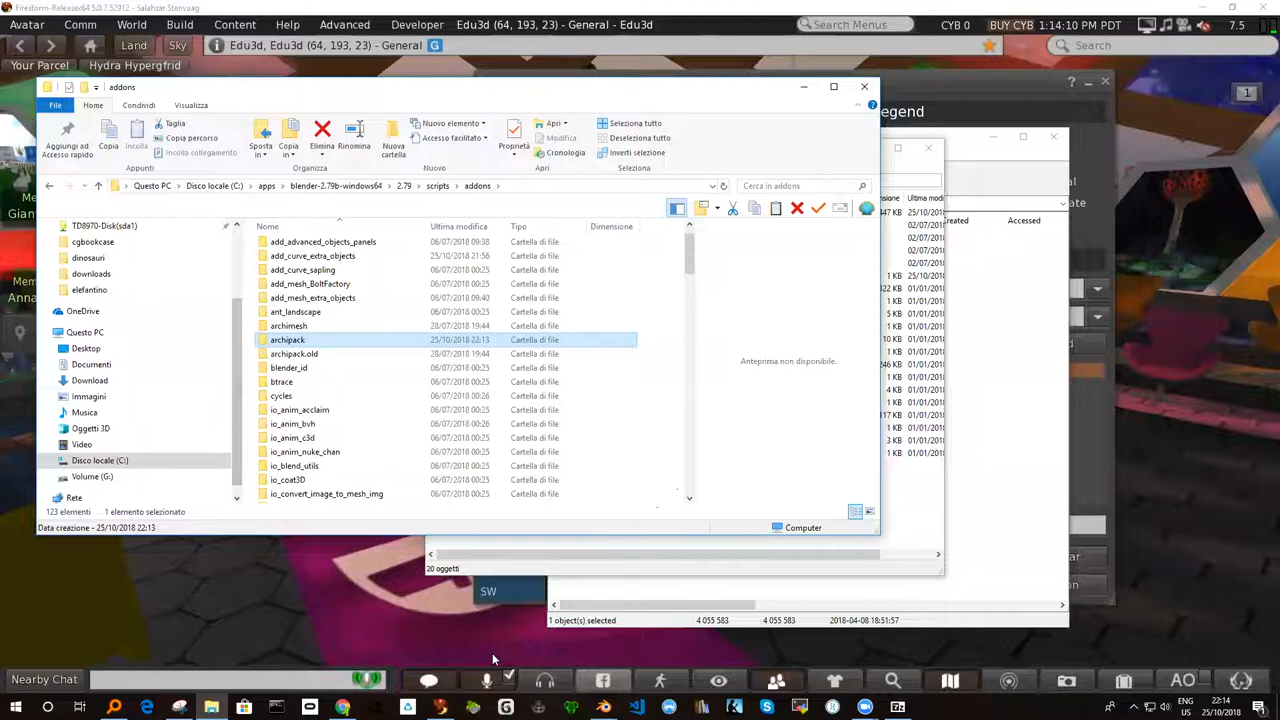 Firestorm-Releasex64 5.0.7.52912 - Salahzar Stenvaag
Avatar Comm World Build Content Help Advanced Developer Edu3d (64, 193, 23) - General - Edu3d Search Menus CYB 0 BUY CYB 1:14:10 PM PDT 7.5
Land Sky Edu3d, Edu3d (64, 193, 23) - General G Search
Your Parcel Hydra Hypergrid
addons
File Home Condividi Visualizza
egend
1
Aggiungi ad Accesso rapido
Copia
Incolla
Taglia
Copia percorso
Incolla collegamento
Sposta in
Copia in
Elimina
Rinomina
Nuova cartella
Nuovo elemento
Accesso facilitato
Proprietà
Apri
Modifica
Cronologia
Seleziona tutto
Deseleziona tutto
Inverti selezione
Appunti Organizza Nuovo Apri Seleziona
Questo PC Disco locale (C:) apps blender-2.79b-windows64 2.79 scripts addons
Cerca in addons
TD8970-Disk(sda1)
cgbookcase
dinosauri
downloads
elefantino
OneDrive
Questo PC
Desktop
Documenti
Download
Immagini
Musica
Oggetti 3D
Video
Disco locale (C:)
Volume (G:)
Rete
Nome Ultima modifica Tipo Dimensione
add_advanced_objects_panels 06/07/2018 09:38 Cartella di file
add_curve_extra_objects 25/10/2018 21:56 Cartella di file
add_curve_sapling 06/07/2018 00:25 Cartella di file
add_mesh_BoltFactory 06/07/2018 00:25 Cartella di file
add_mesh_extra_objects 06/07/2018 09:40 Cartella di file
ant_landscape 06/07/2018 00:25 Cartella di file
archimesh 28/07/2018 19:44 Cartella di file
archipack 25/10/2018 22:13 Cartella di file
archipack.old 28/07/2018 19:44 Cartella di file
blender_id 06/07/2018 00:25 Cartella di file
btrace 06/07/2018 00:25 Cartella di file
cycles 06/07/2018 00:25 Cartella di file
io_anim_acclaim 06/07/2018 00:25 Cartella di file
io_anim_bvh 06/07/2018 00:26 Cartella di file
io_anim_c3d 06/07/2018 00:25 Cartella di file
io_anim_nuke_chan 06/07/2018 00:25 Cartella di file
io_blend_utils 06/07/2018 00:25 Cartella di file
io_coat3D 06/07/2018 00:25 Cartella di file
io_convert_image_to_mesh_img 06/07/2018 00:25 Cartella di file
Anteprima non disponibile.
123 elementi 1 elemento selezionato
Data creazione - 25/10/2018 22:13 Computer
Accessed
20 oggetti
SW
1 object(s) selected 4 055 583 4 055 583 2018-04-08 18:51:57
Nearby Chat
AO
ENG
US
22:14
25/10/2018